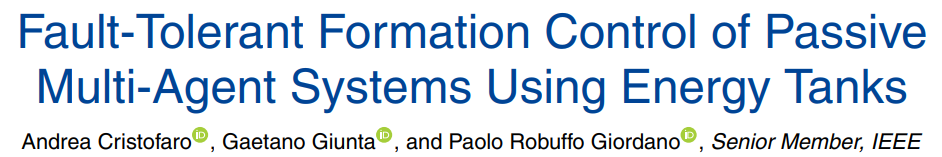 Fault-Tolerant Formation Control of Passive
Multi-Agent Systems Using Energy Tanks
Andrea Cristofaro, Gaetano Giunta, and Paolo Robuffo Giordano, Senior Member, IEEE